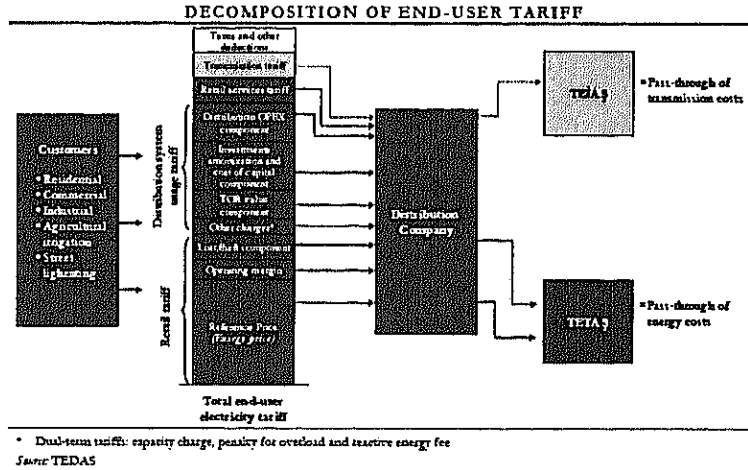 DECOMPOSITION OF END-USER TARIFF
Taxes and other
deductions
Transmission tariff
Retail services tariff
Distribution OPEX
component
Investments
amortization and
cost of capital
component
TOR value
component
Other charges*
Lost/theft component
Operating margin
Reference Price
(Energy price)
Total end-user
electricity tariff
Customers
• Residential
• Commercial
• Industrial
• Agricultural
irrigation
• Street
lightening
Distribution system
usage tariff
Retail tariff
Distribution
Company
TEİAŞ
• Pass-through of
transmission costs
TETAŞ
• Pass-through of
energy costs
* Dual-term tariffs: capacity charge, penalty for overload and reactive energy fee
Source: TEDAS